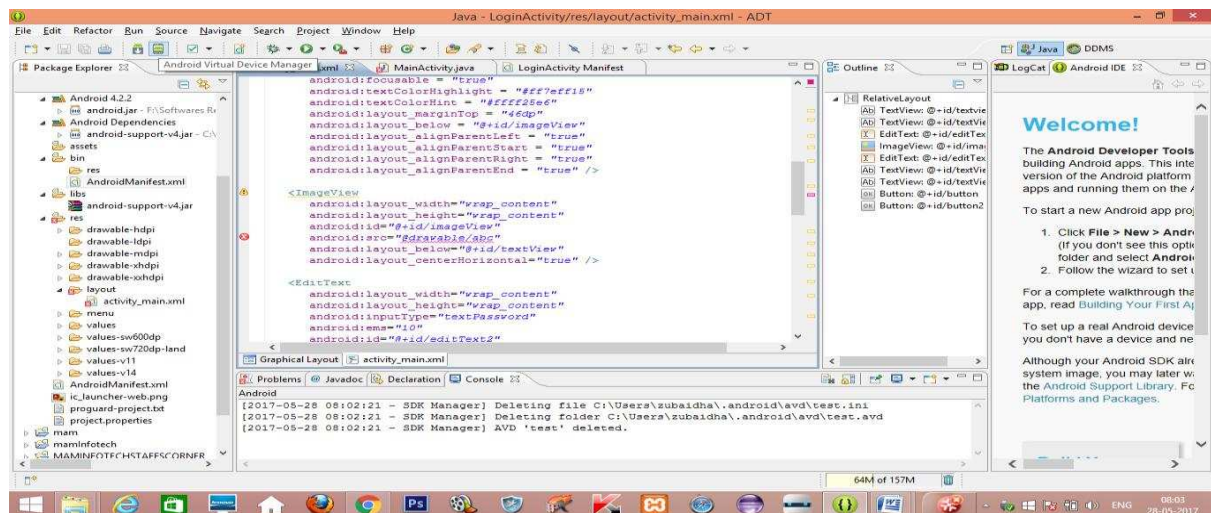 Java - LoginActivity/res/layout/activity_main.xml - ADT
File Edit Refactor Run Source Navigate Search Project Window Help
Java DDMS
Package Explorer
Android Virtual Device Manager
MainActivity.java
LoginActivity Manifest
Outline
LogCat
Android IDE
Android 4.2.2
android.jar - F:\Softwares
Android Dependencies
android-support-v4.jar - C:\
assets
bin
res
AndroidManifest.xml
libs
android-support-v4.jar
res
drawable-hdpi
drawable-ldpi
drawable-mdpi
drawable-xhdpi
drawable-xxhdpi
layout
activity_main.xml
menu
values
values-sw600dp
values-sw720dp-land
values-v11
values-v14
AndroidManifest.xml
ic_launcher-web.png
proguard-project.txt
project.properties
mam
maminfotech
MAMINFOTECHSTAFFSCORNER
android:focusable = "true"
android:textColorHighlight = "#ff7eff15"
android:textColorHint = "#ffff25e6"
android:layout_marginTop = "46dp"
android:layout_below = "@+id/imageView"
android:layout_alignParentLeft = "true"
android:layout_alignParentStart = "true"
android:layout_alignParentRight = "true"
android:layout_alignParentEnd = "true" />
<ImageView
android:layout_width="wrap_content"
android:layout_height="wrap_content"
android:id="@+id/imageView"
android:src="@drawable/abc"
android:layout_below="@+id/textView"
android:layout_centerHorizontal="true" />
<EditText
android:layout_width="wrap_content"
android:layout_height="wrap_content"
android:inputType="textPassword"
android:ems="10"
android:id="@+id/editText2"
Graphical Layout activity_main.xml
RelativeLayout
TextView: @+id/textvie
TextView: @+id/textVie
EditText: @+id/editTex
ImageView: @+id/ima
EditText: @+id/editTex
TextView: @+id/textVie
TextView: @+id/textVie
Button: @+id/button
Button: @+id/button2
Welcome!
The Android Developer Tools
building Android apps. This inte
version of the Android platform
apps and running them on the
To start a new Android app proj
1. Click File > New > Andr
(If you don't see this optio
folder and select Androi
2. Follow the wizard to set
For a complete walkthrough tha
app, read Building Your First A
To set up a real Android device
you don't have a device and ne
Although your Android SDK alre
system image, you may later w
the Android Support Library. Fo
Platforms and Packages.
Problems Javadoc Declaration Console
Android
[2017-05-28 08:02:21 - SDK Manager] Deleting file C:\Users\zubaidha\.android\avd\test.ini
[2017-05-28 08:02:21 - SDK Manager] Deleting folder C:\Users\zubaidha\.android\avd\test.avd
[2017-05-28 08:02:21 - SDK Manager] AVD 'test' deleted.
64M of 157M
ENG
08:03
28-05-2017